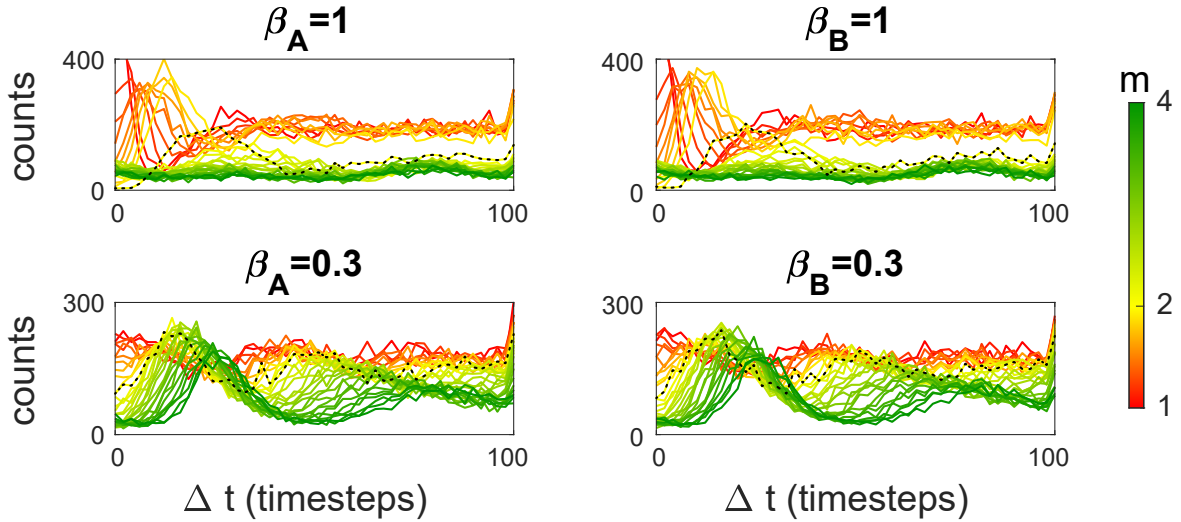 β_A=1
β_B=1
m
counts
400
0
0
100
400
0
0
100
4
2
1
β_A=0.3
β_B=0.3
counts
300
0
0
100
300
0
0
100
Δ t (timesteps)
Δ t (timesteps)